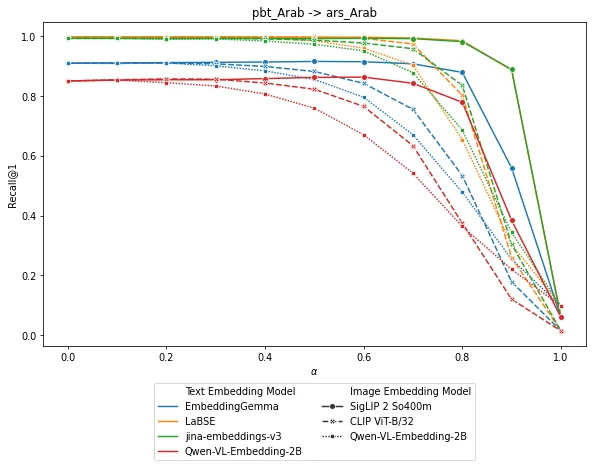 pbt_Arab -> ars_Arab
Recall@1
1.0
0.8
0.6
0.4
0.2
0.0
0.0 0.2 0.4 0.6 0.8 1.0
α
Text Embedding Model Image Embedding Model
EmbeddingGemma SigLIP 2 So400m
LaBSE CLIP ViT-B/32
jina-embeddings-v3 Qwen-VL-Embedding-2B
Qwen-VL-Embedding-2B